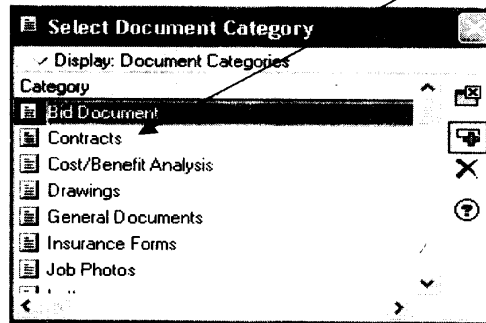 Select Document Category
Display: Document Categories
Category
Bid Document
Contracts
Cost/Benefit Analysis
Drawings
General Documents
Insurance Forms
Job Photos